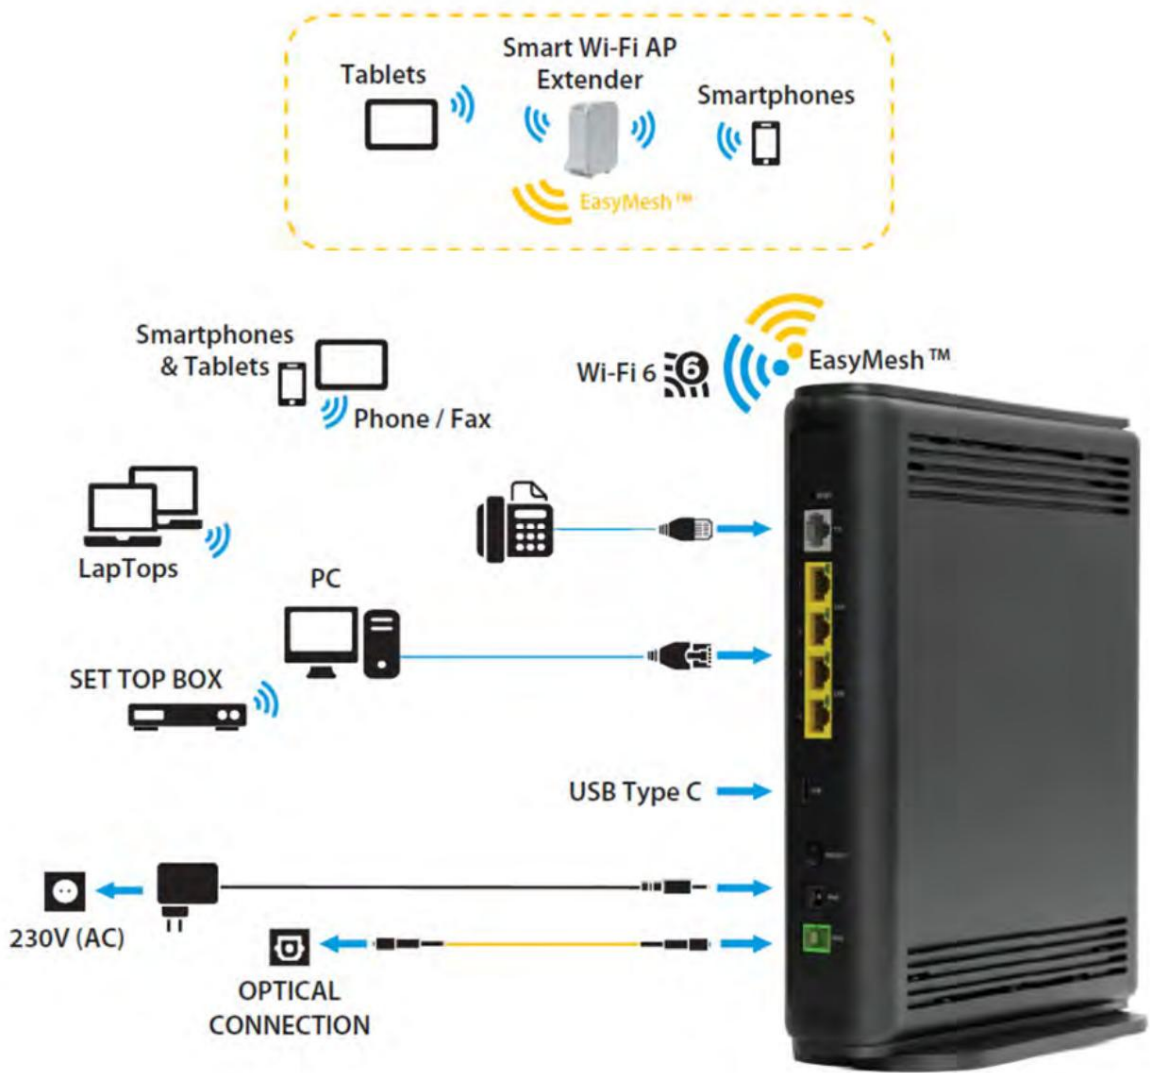 Smart Wi-Fi AP
Extender
Tablets
Smartphones
EasyMesh™
Smartphones
& Tablets
Wi-Fi 6
6
EasyMesh™
Phone / Fax
LapTops
PC
SET TOP BOX
USB Type C
230V (AC)
OPTICAL
CONNECTION